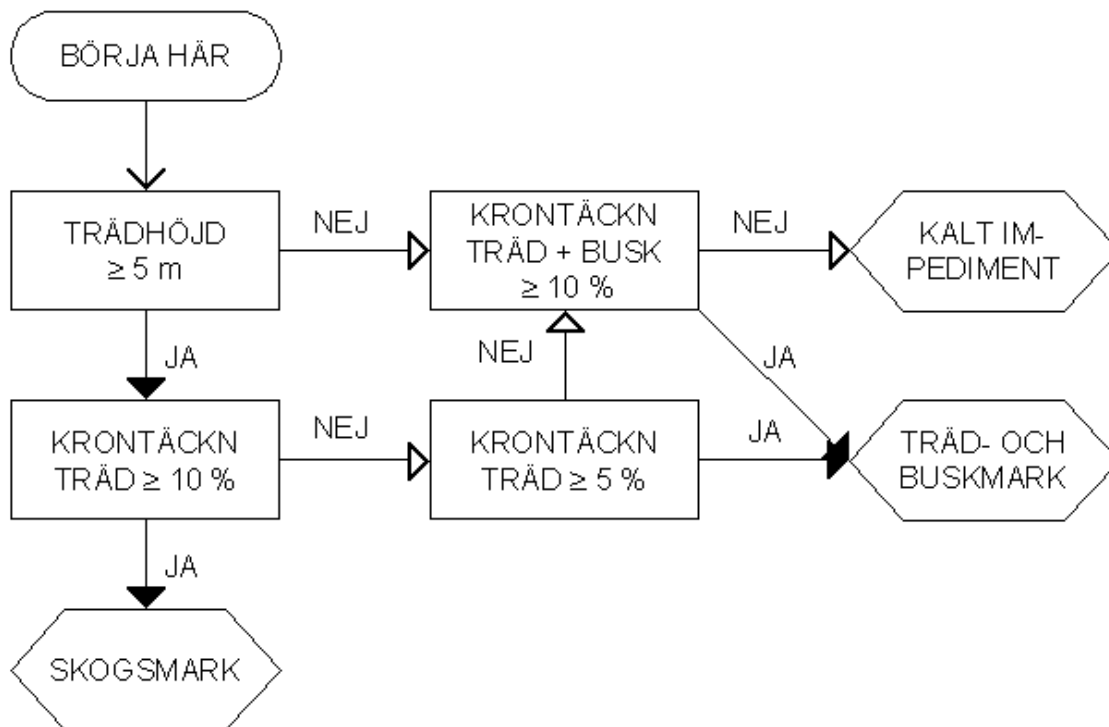 BÖRJA HÄR
TRÄDHÖJD
≥ 5 m
NEJ
KRONTÄCKN
TRÄD + BUSK
≥ 10 %
NEJ
KALT IM-
PEDIMENT
JA
NEJ
JA
KRONTÄCKN
TRÄD ≥ 10 %
NEJ
KRONTÄCKN
TRÄD ≥ 5 %
JA
TRÄD- OCH
BUSKMARK
JA
SKOGSMARK